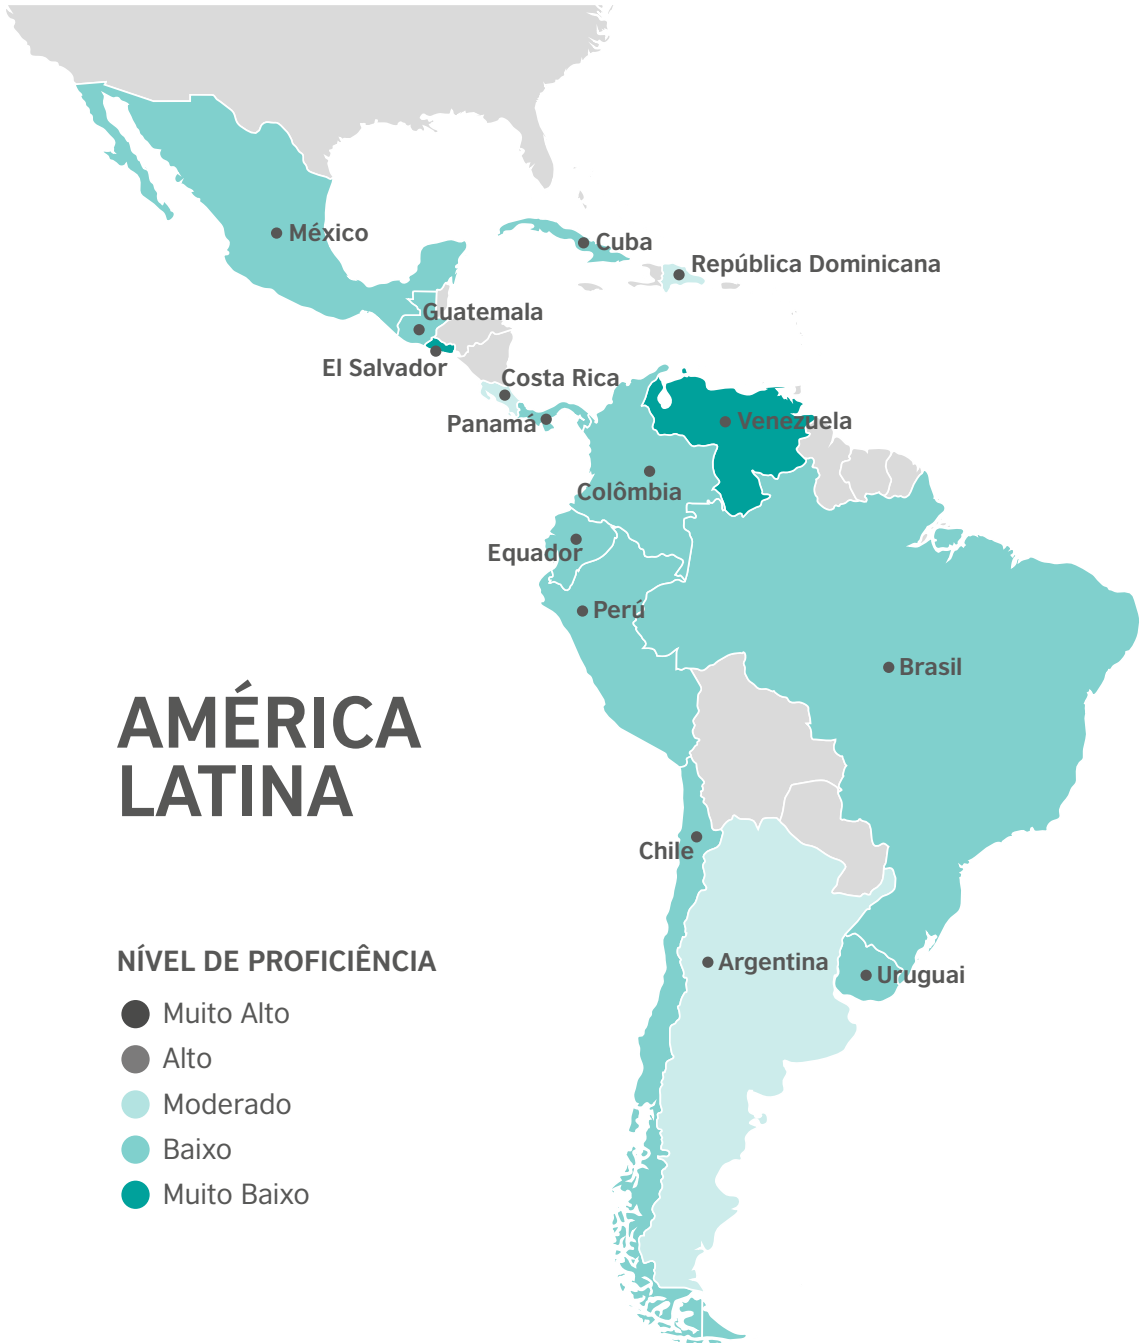 México
Cuba
República Dominicana
Guatemala
El Salvador
Costa Rica
Panamá
Venezuela
Colômbia
Equador
Perú
Brasil
AMÉRICA
LATINA
Chile
Argentina
Uruguai
NÍVEL DE PROFICIÊNCIA
Muito Alto
Alto
Moderado
Baixo
Muito Baixo